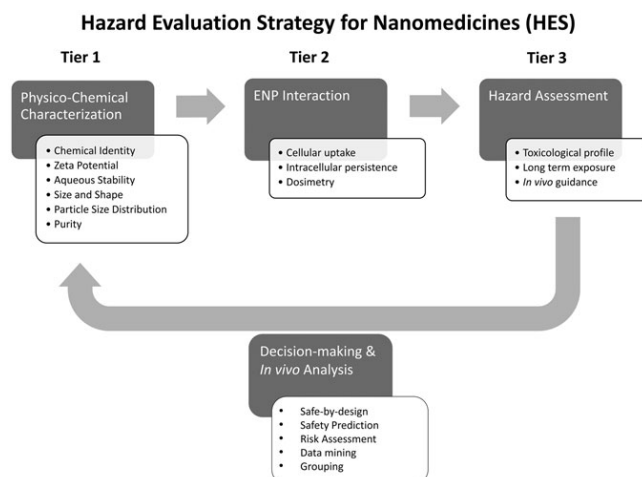 Hazard Evaluation Strategy for Nanomedicines (HES)
Tier 1
Physico-Chemical
Characterization
• Chemical Identity
• Zeta Potential
• Aqueous Stability
• Size and Shape
• Particle Size Distribution
• Purity
Tier 2
ENP Interaction
• Cellular uptake
• Intracellular persistence
• Dosimetry
Tier 3
Hazard Assessment
• Toxicological profile
• Long term exposure
• In vivo guidance
Decision-making &
In vivo Analysis
• Safe-by-design
• Safety Prediction
• Risk Assessment
• Data mining
• Grouping